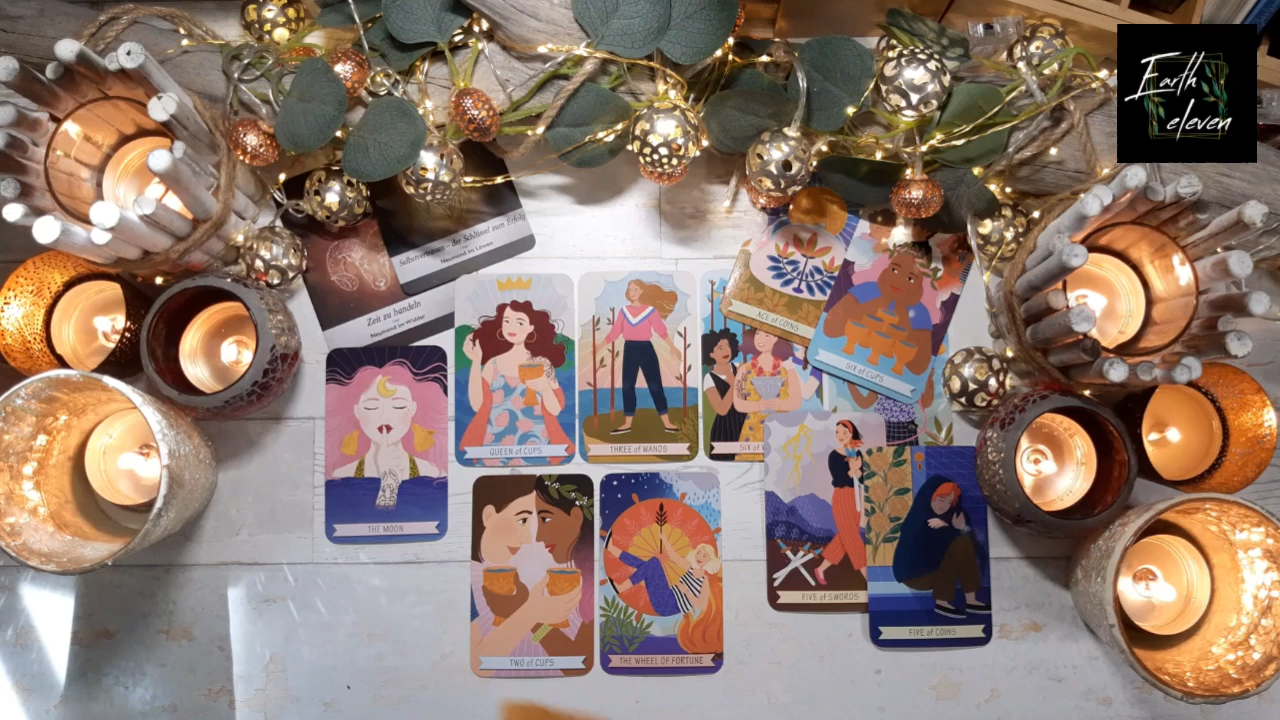 Earth
eleven
Selbstvertrauen - der Schlüssel zum Erfolg
Neumond im Löwen
Zeit zu handeln
Neumond im Widder
ACE of COINS
SIX of CUPS
QUEEN of CUPS
THREE of WANDS
SIX of
THE MOON
FIVE of SWORDS
FIVE of COINS
TWO of CUPS
THE WHEEL OF FORTUNE